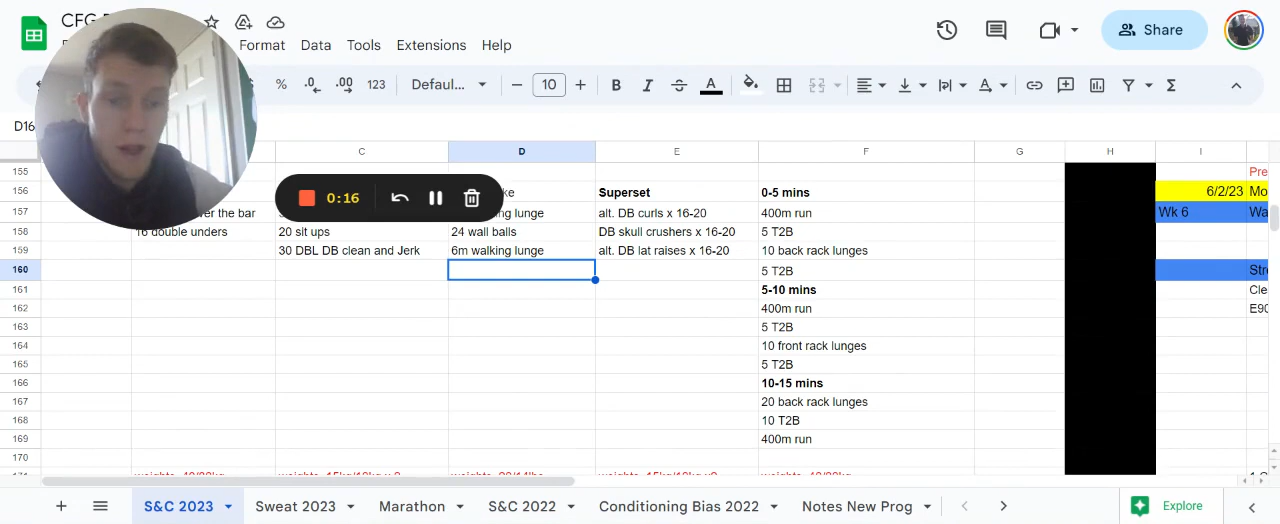 CFG
Format Data Tools Extensions Help
Share
% .0 .00 123 Defaul... 10 B I A
D16
C D E F G H I
155 Pre
156 ke Superset 0-5 mins 6/2/23 Mo
157 ver the bar lunge alt. DB curls x 16-20 400m run Wk 6 Wa
158 16 double unders 20 sit ups 24 wall balls DB skull crushers x 16-20 5 T2B
159 30 DBL DB clean and Jerk 6m walking lunge alt. DB lat raises x 16-20 10 back rack lunges
160 5 T2B Stre
161 5-10 mins Cle
162 400m run E90
163 5 T2B
164 10 front rack lunges
165 5 T2B
166 10-15 mins
167 20 back rack lunges
168 10 T2B
169 400m run
170
0:16
S&C 2023 Sweat 2023 Marathon S&C 2022 Conditioning Bias 2022 Notes New Prog Explore